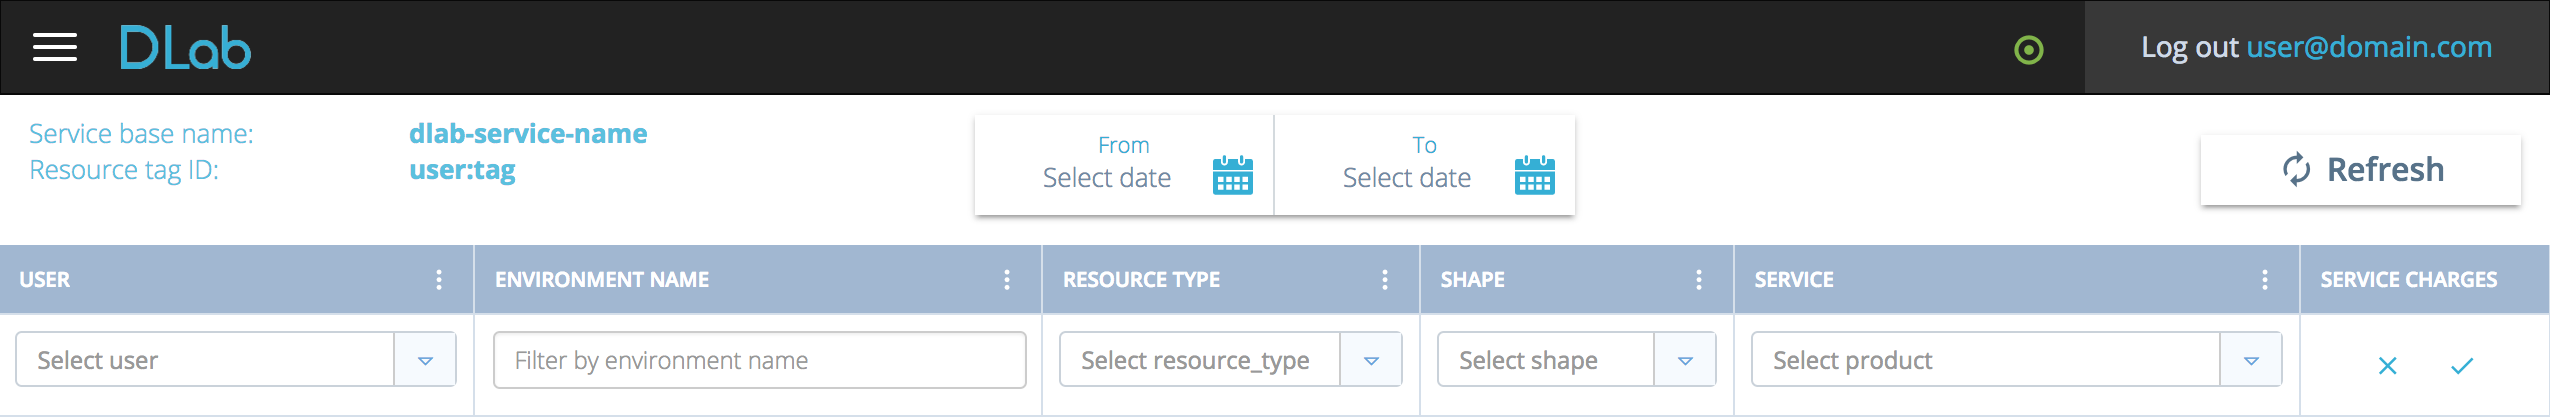 DLab
Log out user@domain.com
Service base name: dlab-service-name
Resource tag ID: user:tag
From
Select date
To
Select date
Refresh
USER ENVIRONMENT NAME RESOURCE TYPE SHAPE SERVICE SERVICE CHARGES
Select user Filter by environment name Select resource_type Select shape Select product